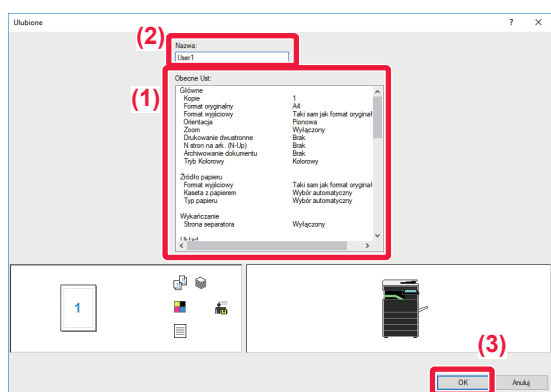 Ulubione ? ×
(2)
Nazwa:
User1
(1)
Obecne Ust:
Główne
Kopie 1
Format oryginalny A4
Format wyjściowy Taki sam jak format oryginał
Orientacja Pionowa
Zoom Wyłączony
Drukowanie dwustronne Brak
N stron na ark. (N-Up) Brak
Archiwowanie dokumentu Brak
Tryb Kolorowy Kolorowy
Źródło papieru
Format wyjściowy Taki sam jak format oryginał
Kaseta z papierem Wybór automatyczny
Typ papieru Wybór automatyczny
Wykańczanie
Strona separatora Wyłączony
Układ
1
(3)
OK Anuluj